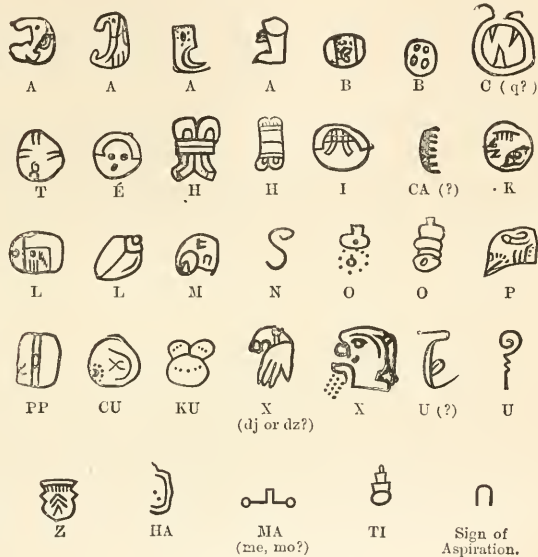 A A A A B B C (q?)
T É H H I CA (?) K
L L M N O O P
PP CU KU X X U (?) U
(dj or dz?)
Z HA MA TI Sign of
(me, mo?) Aspiration.